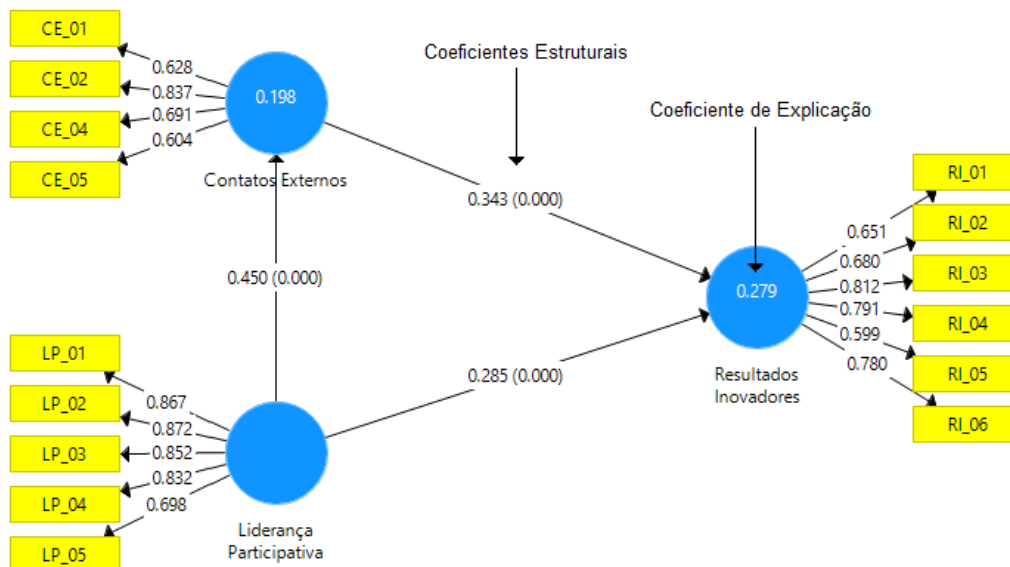 CE_01
CE_02
CE_04
CE_05
0.628
0.837
0.691
0.604
0.198
Contatos Externos
Coeficientes Estruturais
Coeficiente de Explicação
0.343 (0.000)
0.450 (0.000)
0.285 (0.000)
0.279
Resultados
Inovadores
0.651
0.680
0.812
0.791
0.599
0.780
RI_01
RI_02
RI_03
RI_04
RI_05
RI_06
LP_01
LP_02
LP_03
LP_04
LP_05
0.867
0.872
0.852
0.832
0.698
Liderança
Participativa